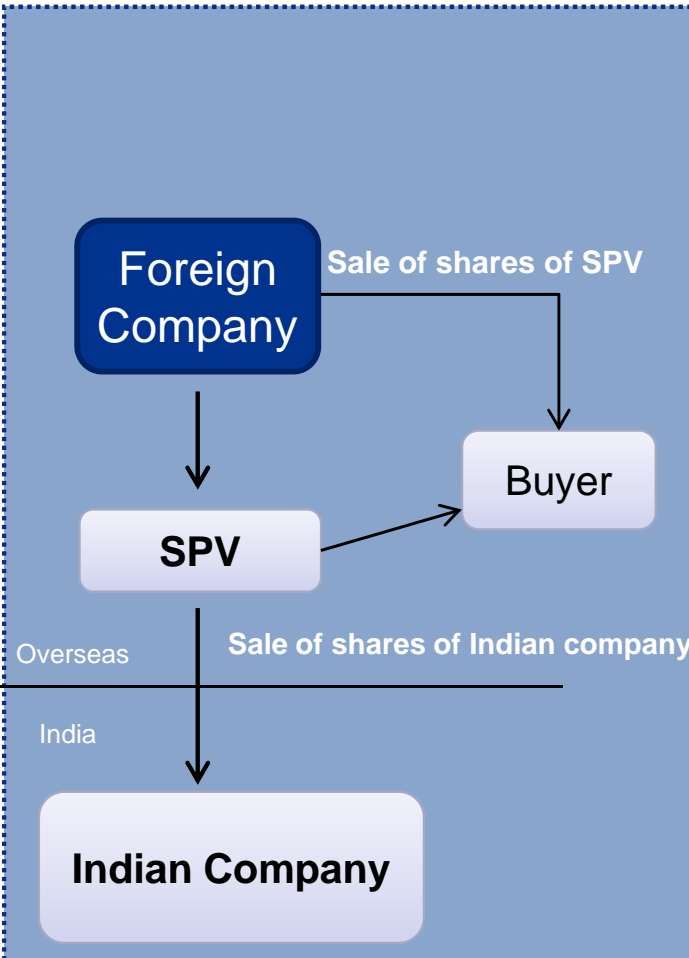 Foreign
Company
Sale of shares of SPV
Buyer
SPV
Overseas
Sale of shares of Indian company
India
Indian Company